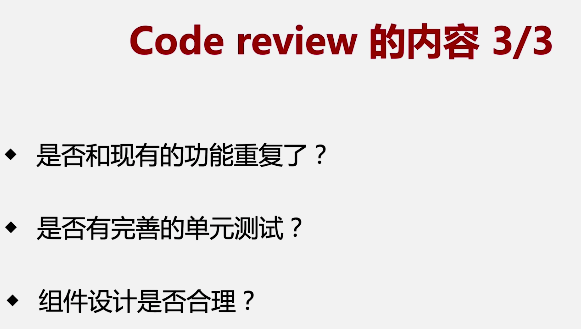 Code review 的内容 3/3
◆ 是否和现有的功能重复了？
◆ 是否有完善的单元测试？
◆ 组件设计是否合理？